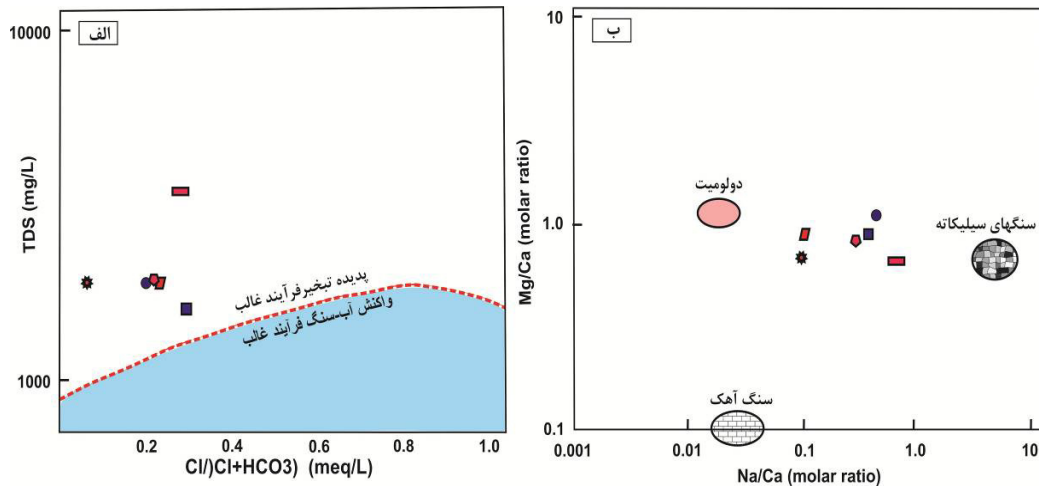 الف
10000
1000
TDS (mg/L)
پدیده تبخیرفرآیند غالب
واکنش آب-سنگ فرآیند غالب
0.2 0.4 0.6 0.8 1.0
Cl/)Cl+HCO3) (meq/L)
ب
10
1.0
0.1
Mg/Ca (molar ratio)
دولومیت
سنگهای سیلیکاته
سنگ آهک
0.001 0.01 0.1 1.0 10
Na/Ca (molar ratio)